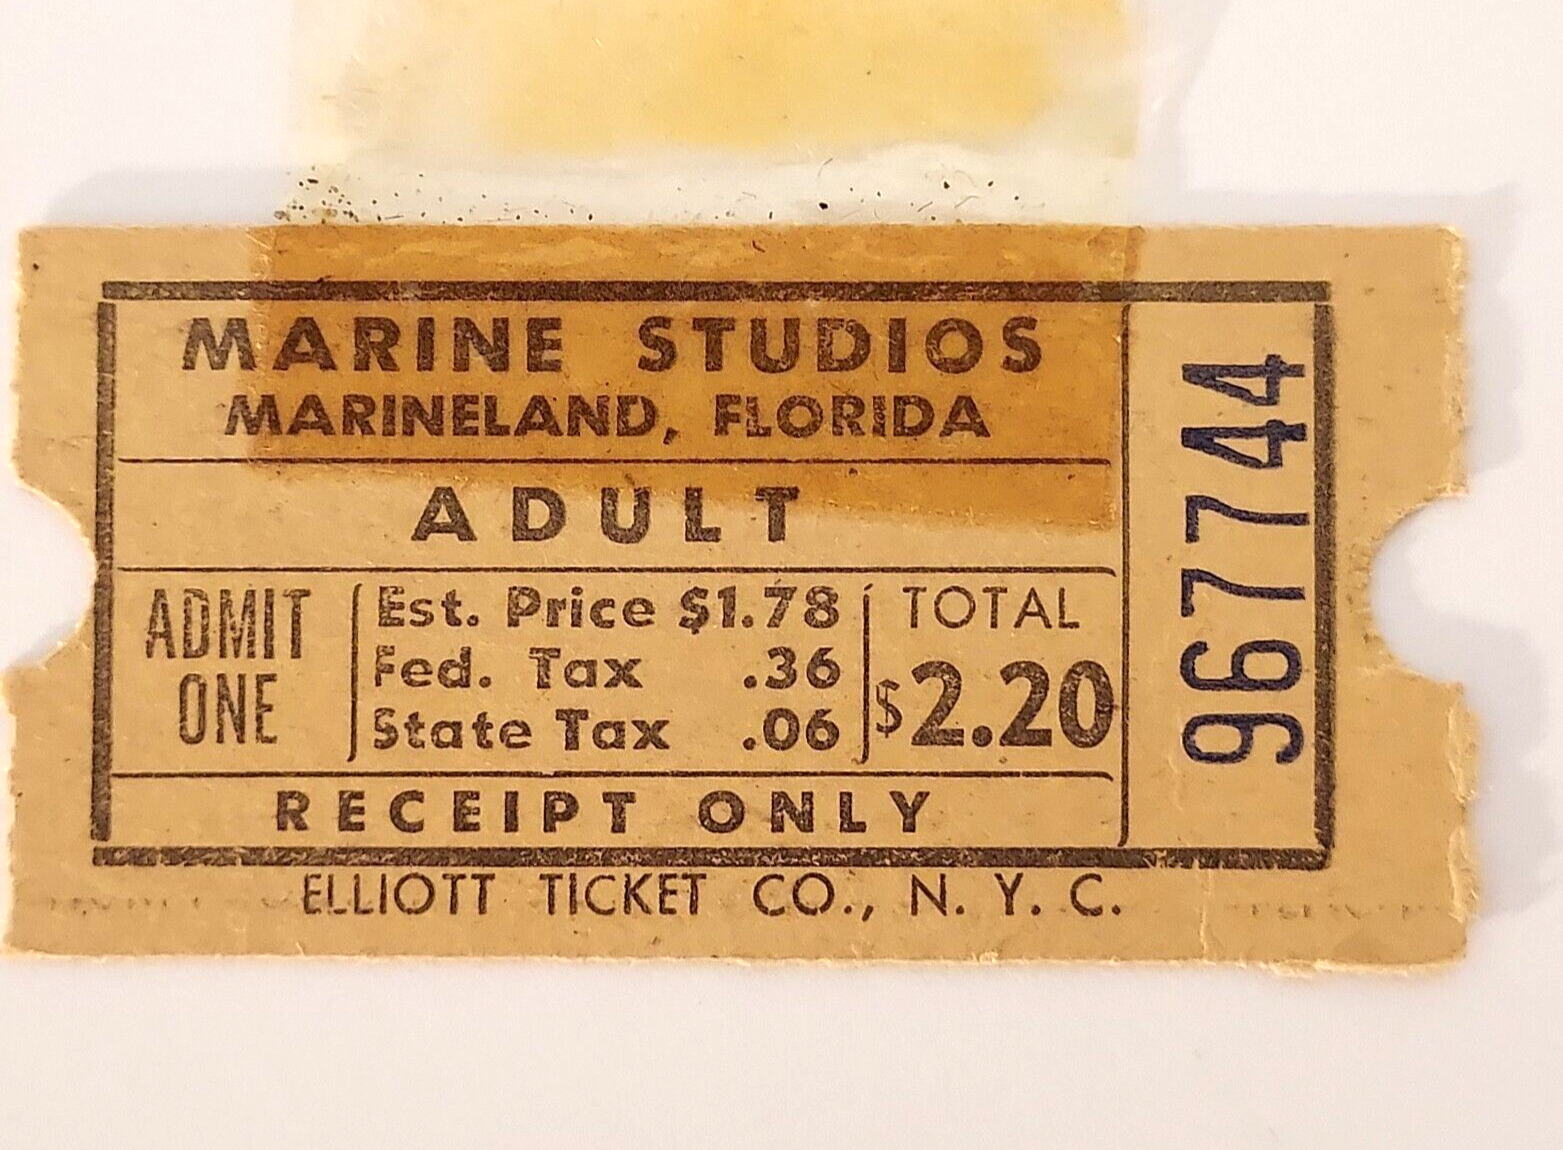 MARINE STUDIOS
MARINELAND, FLORIDA
ADULT
ADMIT
ONE
Est. Price $1.78
Fed. Tax .36
State Tax .06
TOTAL
$2.20
RECEIPT ONLY
ELLIOTT TICKET CO., N. Y. C.
96744